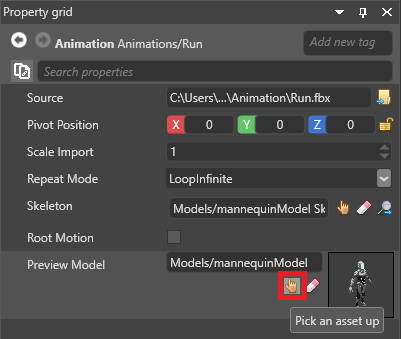 Property grid
Animation Animations/Run
Add new tag
Search properties
Source C:\Users\...\Animation\Run.fbx
Pivot Position X 0 Y 0 Z 0
Scale Import 1
Repeat Mode LoopInfinite
Skeleton Models/mannequinModel Sk
Root Motion
Preview Model Models/mannequinModel
Pick an asset up